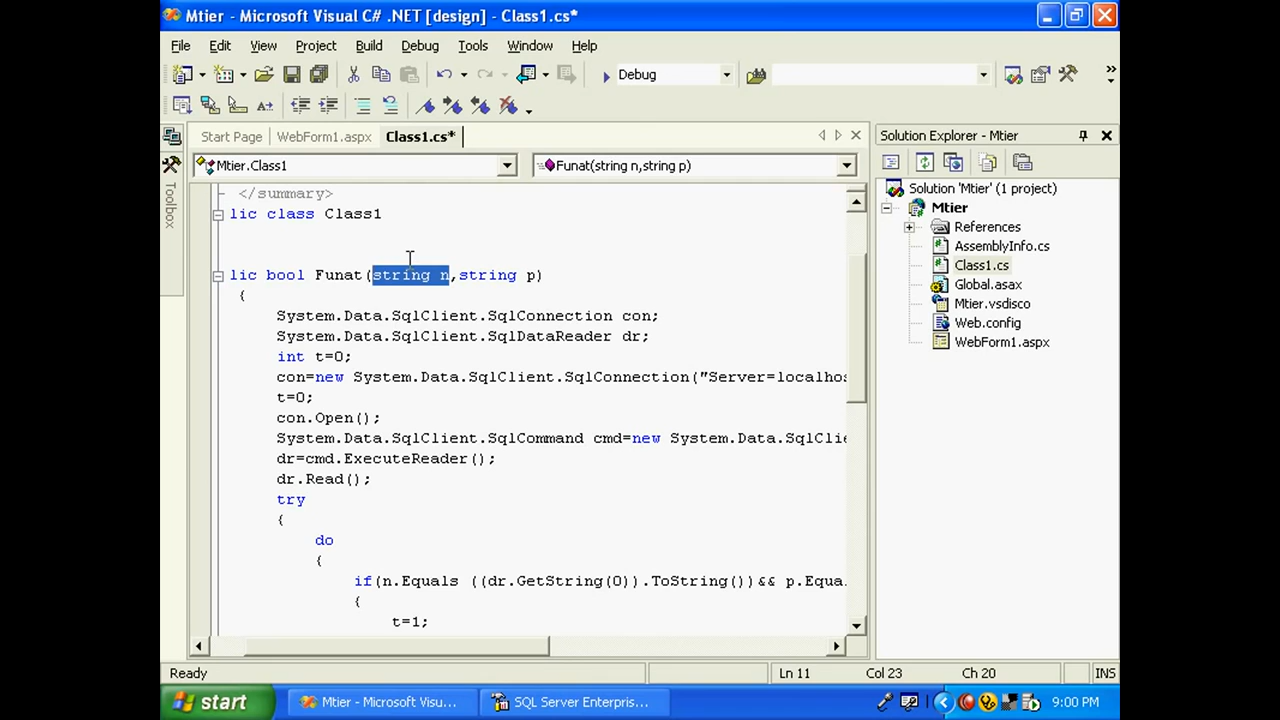 Mtier - Microsoft Visual C# .NET [design] - Class1.cs*
File Edit View Project Build Debug Tools Window Help
Debug
Start Page WebForm1.aspx Class1.cs*
Mtier.Class1 Funat(string n,string p)
Toolbox
</summary>
lic class Class1
lic bool Funat(string n,string p)
{
System.Data.SqlClient.SqlConnection con;
System.Data.SqlClient.SqlDataReader dr;
int t=0;
con=new System.Data.SqlClient.SqlConnection("Server=localhos
t=0;
con.Open();
System.Data.SqlClient.SqlCommand cmd=new System.Data.SqlClie
dr=cmd.ExecuteReader();
dr.Read();
try
{
do
{
if(n.Equals ((dr.GetString(0)).ToString())&& p.Equa
{
t=1;
Solution Explorer - Mtier
Solution 'Mtier' (1 project)
Mtier
References
AssemblyInfo.cs
Class1.cs
Global.asax
Mtier.vsdisco
Web.config
WebForm1.aspx
Ready Ln 11 Col 23 Ch 20 INS
start Mtier - Microsoft Visu... SQL Server Enterpris... 9:00 PM